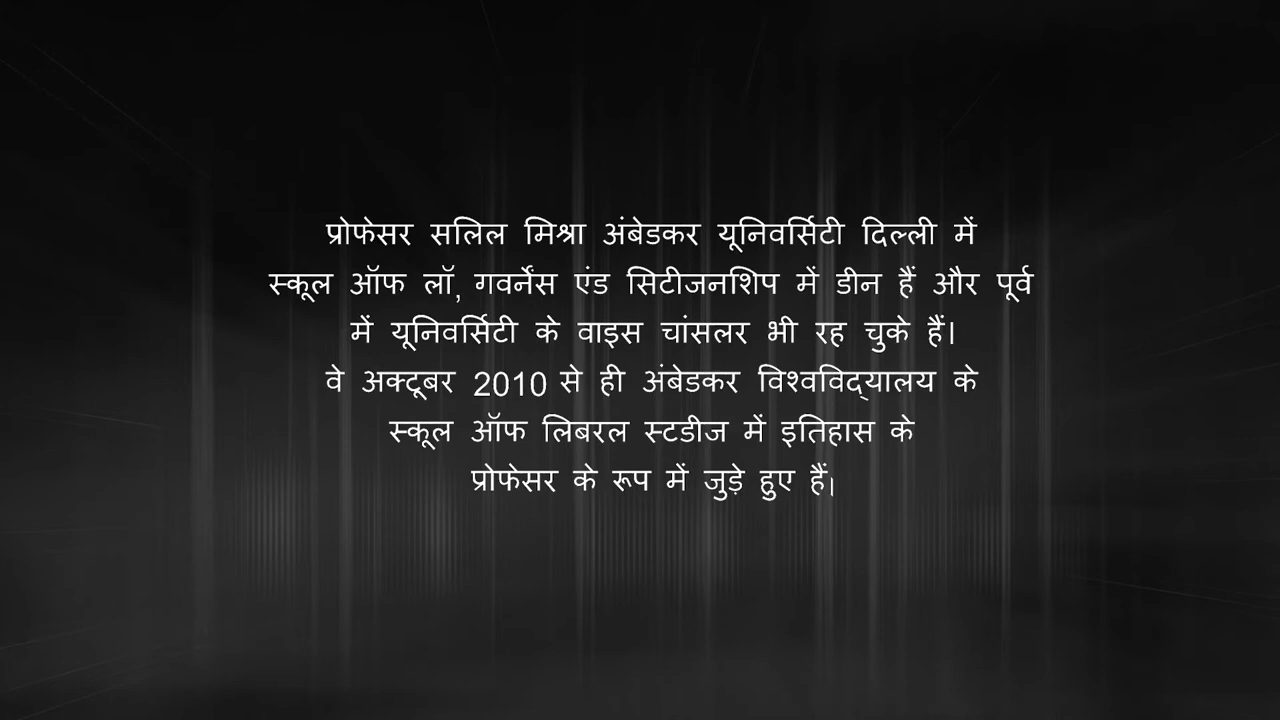 प्रोफेसर सलिल मिश्रा अंबेडकर यूनिवर्सिटी दिल्ली में
स्कूल ऑफ लॉ, गवर्नेंस एंड सिटीजनशिप में डीन हैं और पूर्व
में यूनिवर्सिटी के वाइस चांसलर भी रह चुके हैं।
वे अक्टूबर 2010 से ही अंबेडकर विश्वविद्यालय के
स्कूल ऑफ लिबरल स्टडीज में इतिहास के
प्रोफेसर के रूप में जुड़े हुए हैं।